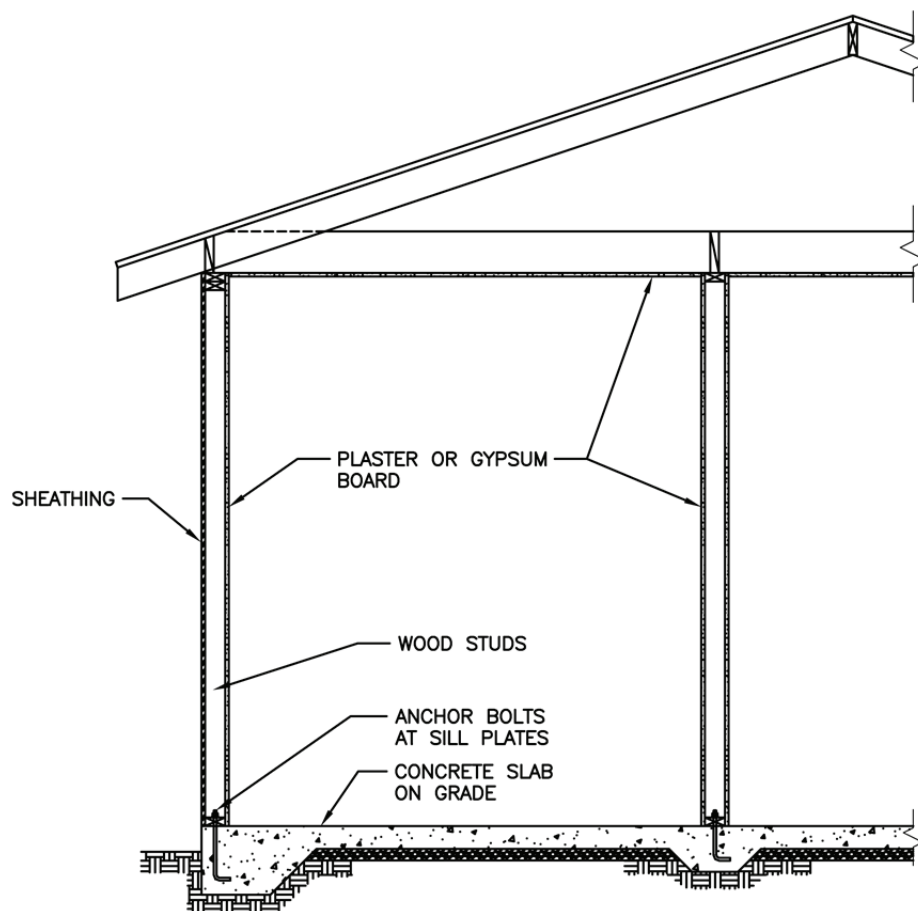 PLASTER OR GYPSUM
BOARD
SHEATHING
WOOD STUDS
ANCHOR BOLTS
AT SILL PLATES
CONCRETE SLAB
ON GRADE